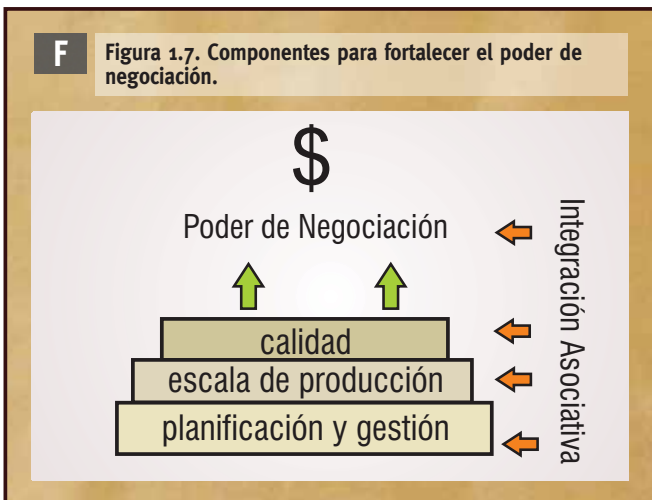 F
Figura 1.7. Componentes para fortalecer el poder de
negociación.
$
Poder de Negociación
calidad
escala de producción
planificación y gestión
Integración Asociativa